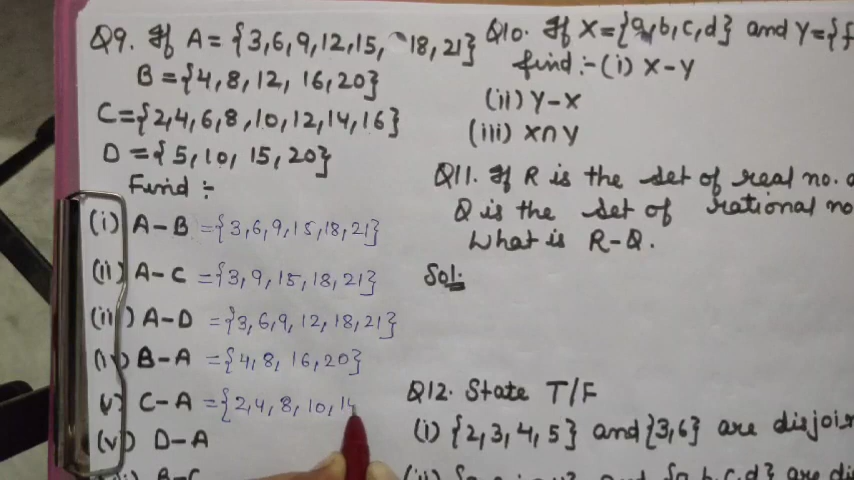 Q9. If A = {3,6,9,12,15, 18,21}
B = {4,8,12, 16,20}
C = {2,4,6,8,10,12,14,16}
D = {5,10,15,20}
Find :-
(i) A-B = {3,6,9,15,18,21}
(ii) A-C = {3,9,15,18,21}
(iii) A-D = {3,6,9,12,18,21}
(iv) B-A = {4,8, 16,20}
(v) C-A = {2,4,8,10,14
(vi) D-A
B-C
Q10. If X = {a,b,c,d} and Y = {f
find :- (i) X-Y
(ii) Y-X
(iii) X∩Y
Q11. If R is the set of real no. a
Q is the set of rational no
What is R-Q.
Sol.
Q12. State T/F
(i) {2,3,4,5} and {3,6} are disjoin